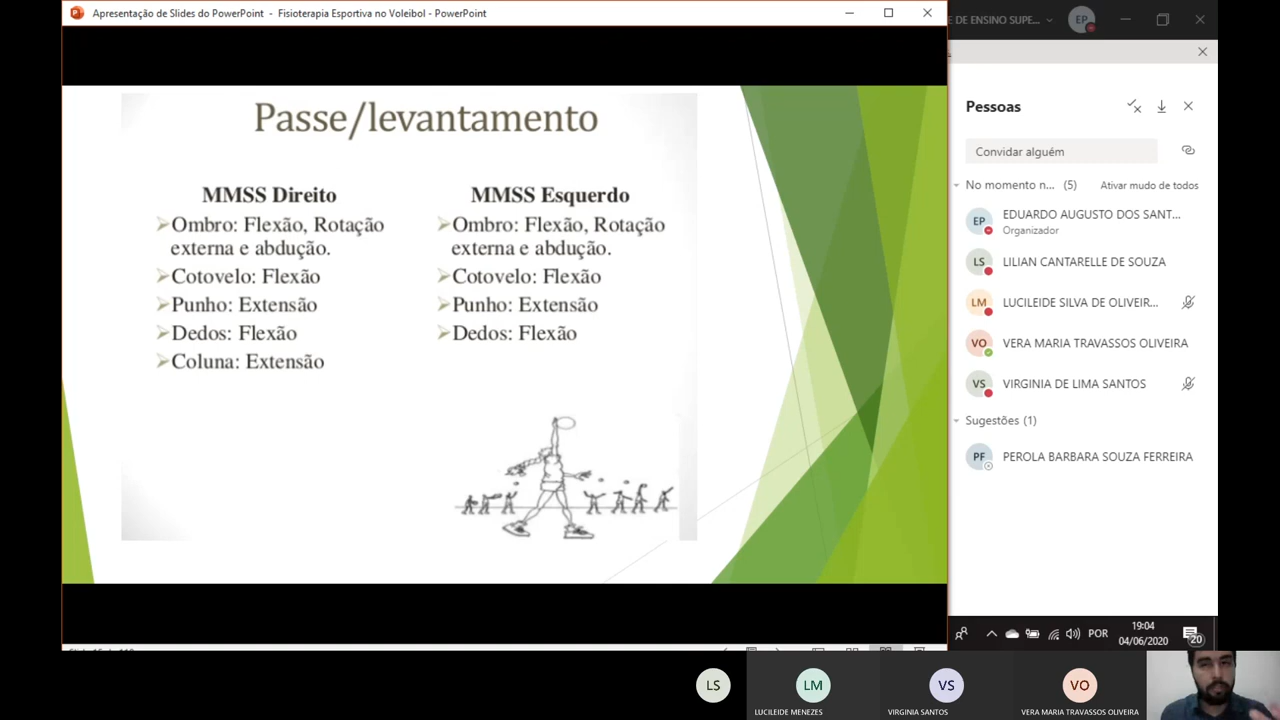 Apresentação de Slides do PowerPoint - Fisioterapia Esportiva no Voleibol - PowerPoint
E DE ENSINO SUPE...
EP
Passe/levantamento
MMSS Direito
Ombro: Flexão, Rotação
externa e abdução.
Cotovelo: Flexão
Punho: Extensão
Dedos: Flexão
Coluna: Extensão
MMSS Esquerdo
Ombro: Flexão, Rotação
externa e abdução.
Cotovelo: Flexão
Punho: Extensão
Dedos: Flexão
Pessoas
Convidar alguém
No momento n... (5)
Ativar mudo de todos
EP
EDUARDO AUGUSTO DOS SANT...
Organizador
LS
LILIAN CANTARELLE DE SOUZA
LM
LUCILEIDE SILVA DE OLIVEIR...
VO
VERA MARIA TRAVASSOS OLIVEIRA
VS
VIRGINIA DE LIMA SANTOS
Sugestões (1)
PF
PEROLA BARBARA SOUZA FERREIRA
POR
19:04
04/06/2020
20
LS
LM
LUCILEIDE MENEZES
VS
VIRGINIA SANTOS
VO
VERA MARIA TRAVASSOS OLIVEIRA